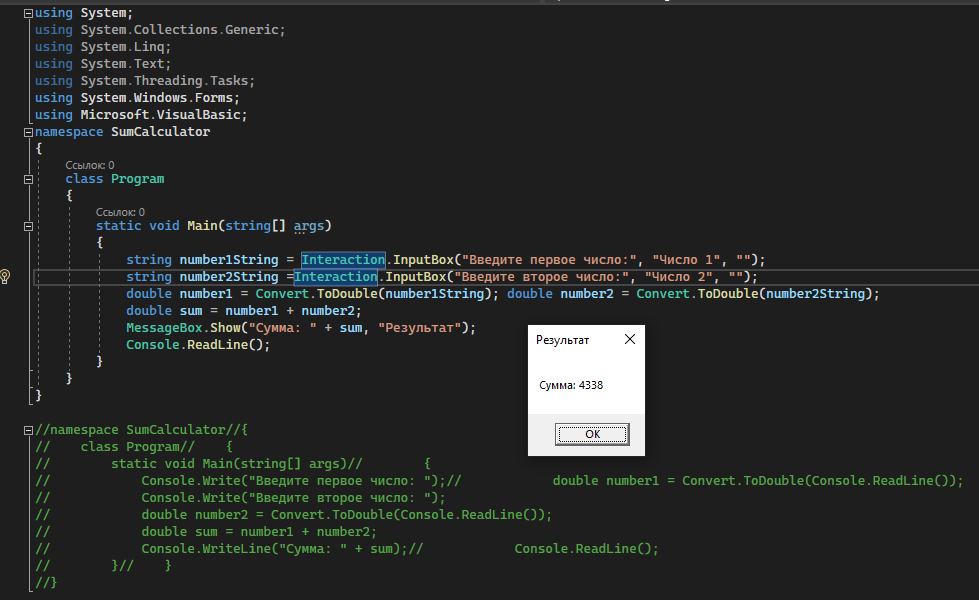 using System;
using System.Collections.Generic;
using System.Linq;
using System.Text;
using System.Threading.Tasks;
using System.Windows.Forms;
using Microsoft.VisualBasic;
namespace SumCalculator
{
Ссылок: 0
class Program
{
Ссылок: 0
static void Main(string[] args)
{
string number1String = Interaction.InputBox("Введите первое число:", "Число 1", "");
string number2String =Interaction.InputBox("Введите второе число:", "Число 2", "");
double number1 = Convert.ToDouble(number1String); double number2 = Convert.ToDouble(number2String);
double sum = number1 + number2;
MessageBox.Show("Сумма: " + sum, "Результат");
Console.ReadLine();
}
}
}
Результат
Сумма: 4338
OK
//namespace SumCalculator//{
//    class Program//    {
//        static void Main(string[] args)//        {
//            Console.Write("Введите первое число: ");//            double number1 = Convert.ToDouble(Console.ReadLine());
//            Console.Write("Введите второе число: ");
//            double number2 = Convert.ToDouble(Console.ReadLine());
//            double sum = number1 + number2;
//            Console.WriteLine("Сумма: " + sum);//            Console.ReadLine();
//        }//    }
//}